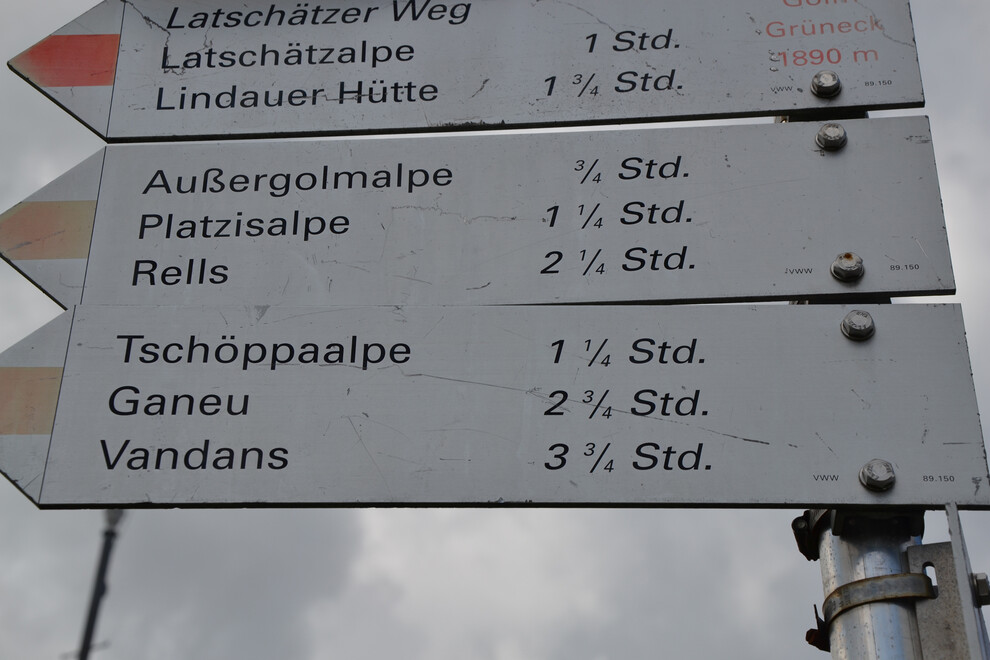 Latschätzer Weg
Golm
Grüneck
1890 m
Latschätzalpe 1 Std.
Lindauer Hütte 1 3/4 Std.
VWW 89.150
Außergolmalpe 3/4 Std.
Platzisalpe 1 1/4 Std.
Rells 2 1/4 Std.
VWW 89.150
Tschöppaalpe 1 1/4 Std.
Ganeu 2 3/4 Std.
Vandans 3 3/4 Std.
VWW 89.150